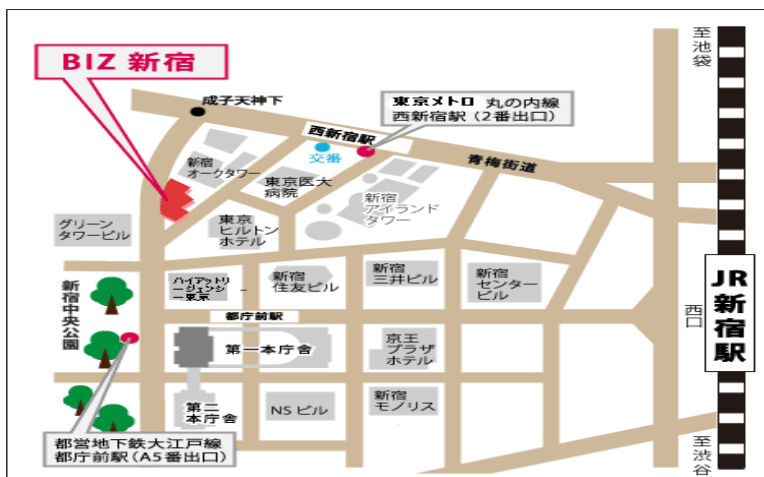 至池袋
BIZ 新宿
成子天神下
東京メトロ 丸の内線
西新宿駅(2番出口)
西新宿駅
交番
青梅街道
新宿
オークタワー
東京医大
病院
新宿
アイランド
タワー
グリーン
タワービル
東京
ヒルトン
ホテル
ハイアットリ
ージェンシ
ー東京
新宿
住友ビル
新宿
三井ビル
新宿
センター
ビル
JR新宿駅
西口
新宿中央公園
都庁前駅
第一本庁舎
京王
プラザ
ホテル
第二
本庁舎
NSビル
新宿
モノリス
都営地下鉄大江戸線
都庁前駅(A5番出口)
至渋谷